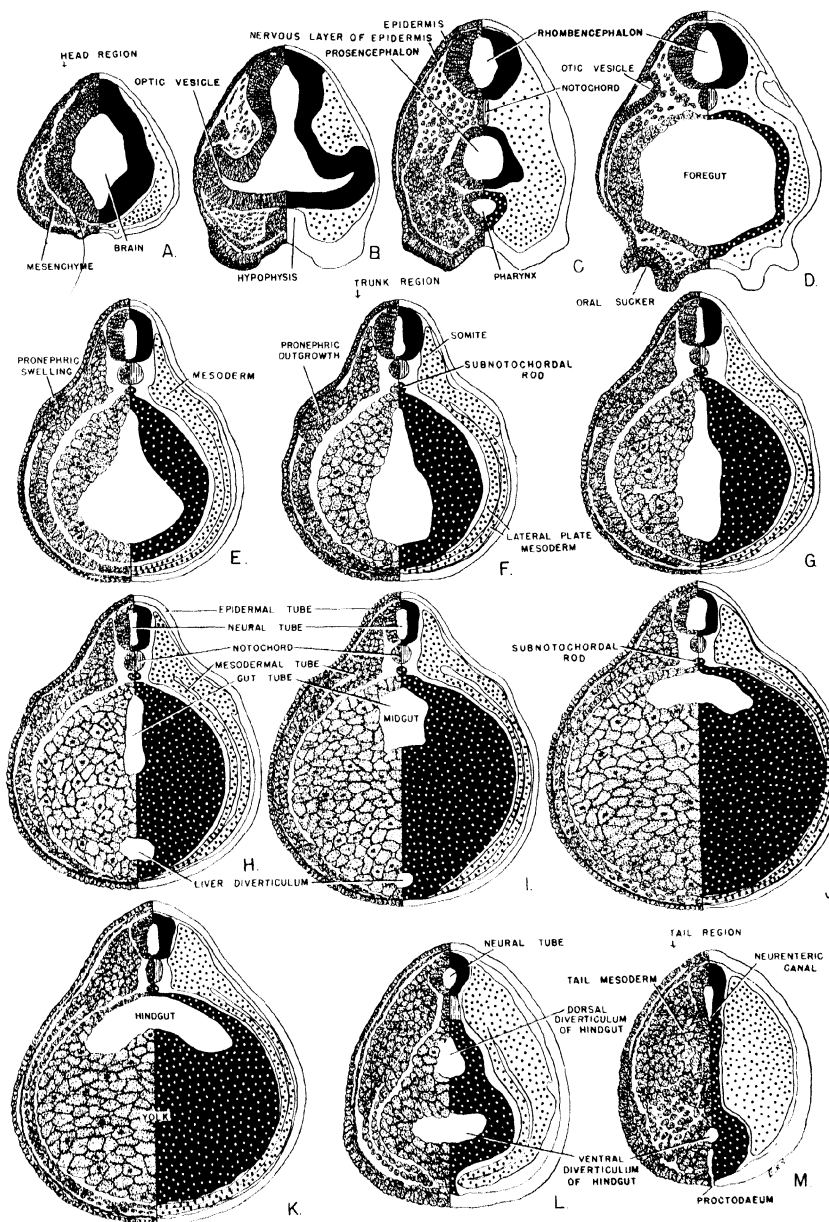 HEAD REGION
BRAIN
MESENCHYME
A.
NERVOUS LAYER OF EPIDERMIS
OPTIC VESICLE
HYPOPHYSIS
B
EPIDERMIS
PROSENCEPHALON
RHOMBENCEPHALON
NOTOCHORD
PHARYNX
C
OTIC VESICLE
FOREGUT
ORAL SUCKER
D.
TRUNK REGION
PRONEPHRIC
SWELLING
MESODERM
E.
PRONEPHRIC
OUTGROWTH
SOMITE
SUBNOTOCHORDAL
ROD
LATERAL PLATE
MESODERM
F.
G
EPIDERMAL TUBE
NEURAL TUBE
NOTOCHORD
MESODERMAL TUBE
GUT TUBE
MIDGUT
LIVER DIVERTICULUM
H.
I.
SUBNOTOCHORDAL
ROD
J
HINDGUT
YOLK
K.
NEURAL TUBE
DORSAL
DIVERTICULUM
OF HINDGUT
VENTRAL
DIVERTICULUM
OF HINDGUT
L.
TAIL REGION
TAIL MESODERM
NEURENTERIC
CANAL
PROCTODAEUM
M.